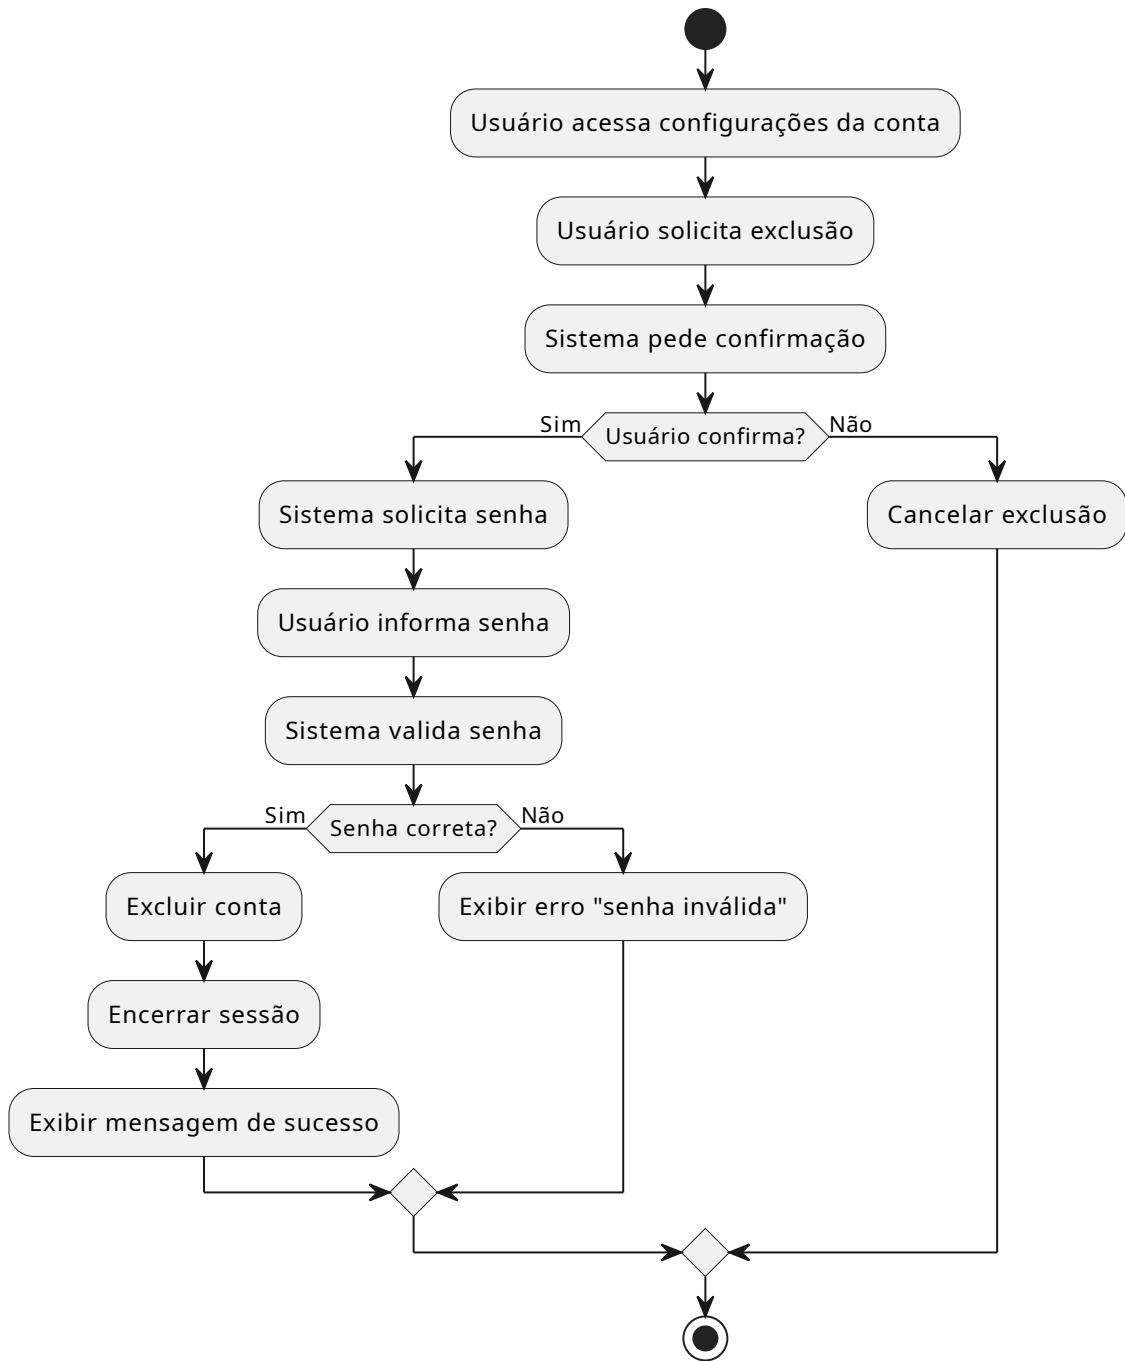 Usuário acessa configurações da conta
Usuário solicita exclusão
Sistema pede confirmação
Sim
Usuário confirma?
Não
Sistema solicita senha
Cancelar exclusão
Usuário informa senha
Sistema valida senha
Sim
Senha correta?
Não
Excluir conta
Exibir erro "senha inválida"
Encerrar sessão
Exibir mensagem de sucesso